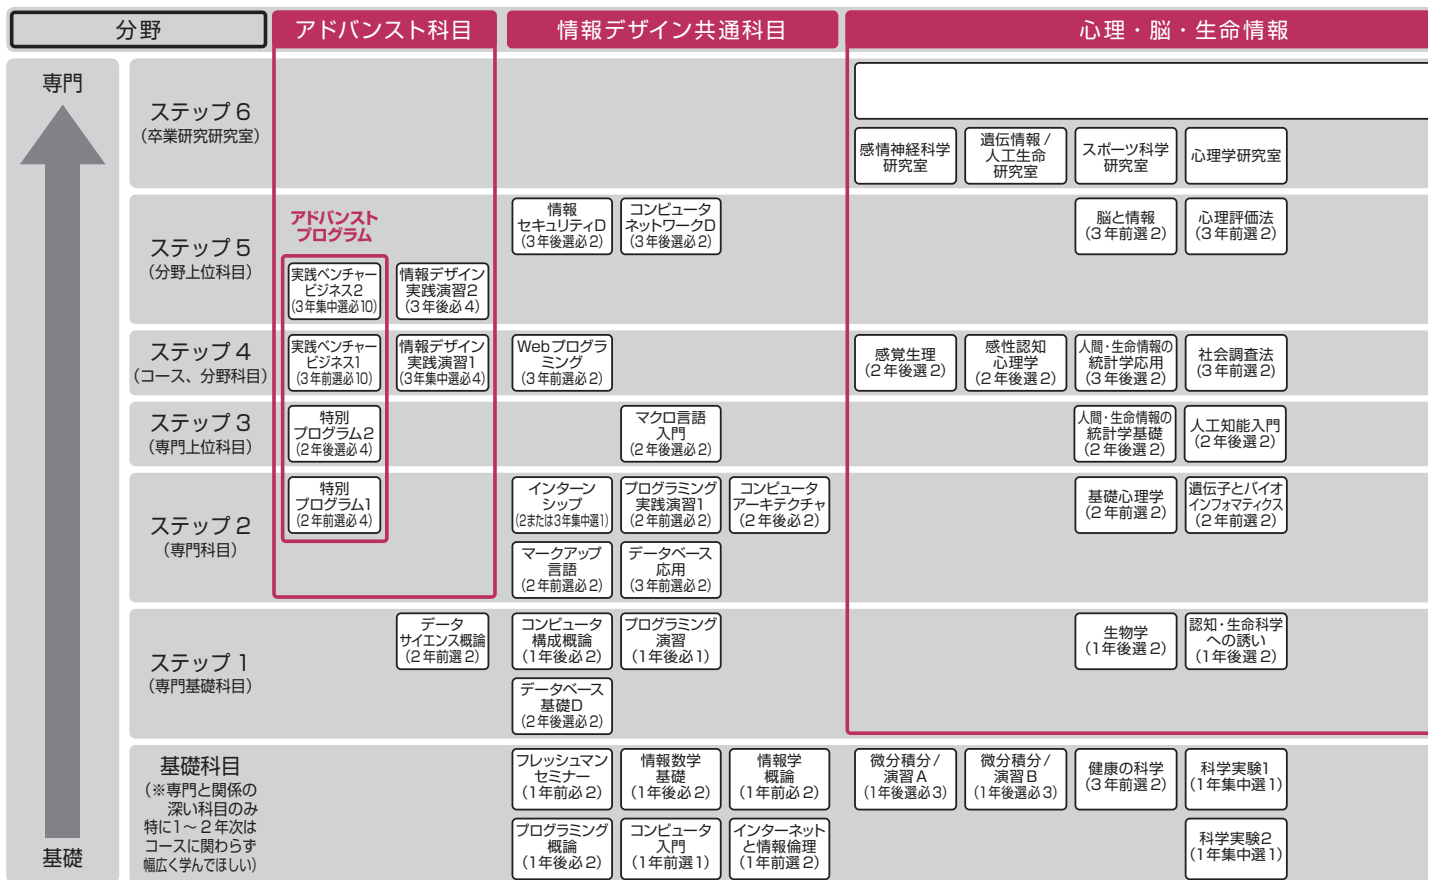 分野
アドバンスト科目
情報デザイン共通科目
心理・脳・生命情報
専門
ステップ 6
（卒業研究研究室）
感情神経科学
研究室
遺伝情報 /
人工生命
研究室
スポーツ科学
研究室
心理学研究室
ステップ 5
（分野上位科目）
アドバンスト
プログラム
実践ベンチャー
ビジネス2
（3年集中選必10）
情報デザイン
実践演習2
（3年後必4）
情報
セキュリティD
（3年後選必2）
コンピュータ
ネットワークD
（3年後選必2）
脳と情報
（3年前選2）
心理評価法
（3年前選2）
ステップ 4
（コース、分野科目）
実践ベンチャー
ビジネス1
（3年前選必10）
情報デザイン
実践演習1
（3年集中選必4）
Webプログラ
ミング
（3年前選必2）
感覚生理
（2年後選2）
感性認知
心理学
（2年後選2）
人間・生命情報の
統計学応用
（3年後選2）
社会調査法
（3年前選2）
ステップ 3
（専門上位科目）
特別
プログラム2
（2年後選必4）
マクロ言語
入門
（2年後選必2）
人間・生命情報の
統計学基礎
（2年後選2）
人工知能入門
（2年後選2）
ステップ 2
（専門科目）
特別
プログラム1
（2年前選必4）
インターン
シップ
（2または3年集中選1）
プログラミング
実践演習1
（2年前選必2）
コンピュータ
アーキテクチャ
（2年後必2）
マークアップ
言語
（2年前選必2）
データベース
応用
（3年前選必2）
基礎心理学
（2年前選2）
遺伝子とバイオ
インフォマティクス
（2年前選2）
ステップ 1
（専門基礎科目）
データ
サイエンス概論
（2年前選2）
コンピュータ
構成概論
（1年後必2）
プログラミング
演習
（1年後必1）
データベース
基礎D
（2年後選必2）
生物学
（1年後選2）
認知・生命科学
への誘い
（1年後選2）
基礎科目
（※専門と関係の
深い科目のみ
特に1～2年次は
コースに関わらず
幅広く学んでほしい）
基礎
フレッシュマン
セミナー
（1年前必2）
情報数学
基礎
（1年後必2）
情報学
概論
（1年前必2）
微分積分 /
演習A
（1年後選必3）
微分積分 /
演習B
（1年後選必3）
健康の科学
（3年前選2）
科学実験1
（1年集中選1）
プログラミング
概論
（1年後必2）
コンピュータ
入門
（1年前選1）
インターネット
と情報倫理
（1年前選2）
科学実験2
（1年集中選1）